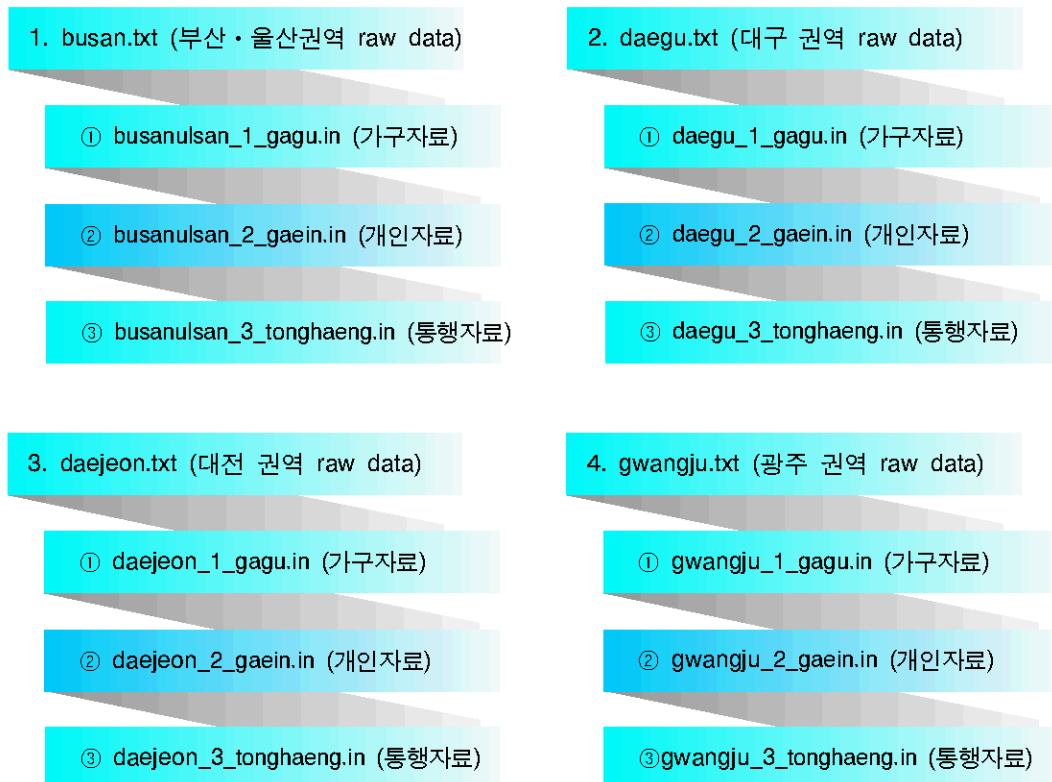 1. busan.txt (부산・울산권역 raw data)
① busanulsan_1_gagu.in (가구자료)
② busanulsan_2_gaein.in (개인자료)
③ busanulsan_3_tonghaeng.in (통행자료)
2. daegu.txt (대구 권역 raw data)
① daegu_1_gagu.in (가구자료)
② daegu_2_gaein.in (개인자료)
③ daegu_3_tonghaeng.in (통행자료)
3. daejeon.txt (대전 권역 raw data)
① daejeon_1_gagu.in (가구자료)
② daejeon_2_gaein.in (개인자료)
③ daejeon_3_tonghaeng.in (통행자료)
4. gwangju.txt (광주 권역 raw data)
① gwangju_1_gagu.in (가구자료)
② gwangju_2_gaein.in (개인자료)
③gwangju_3_tonghaeng.in (통행자료)